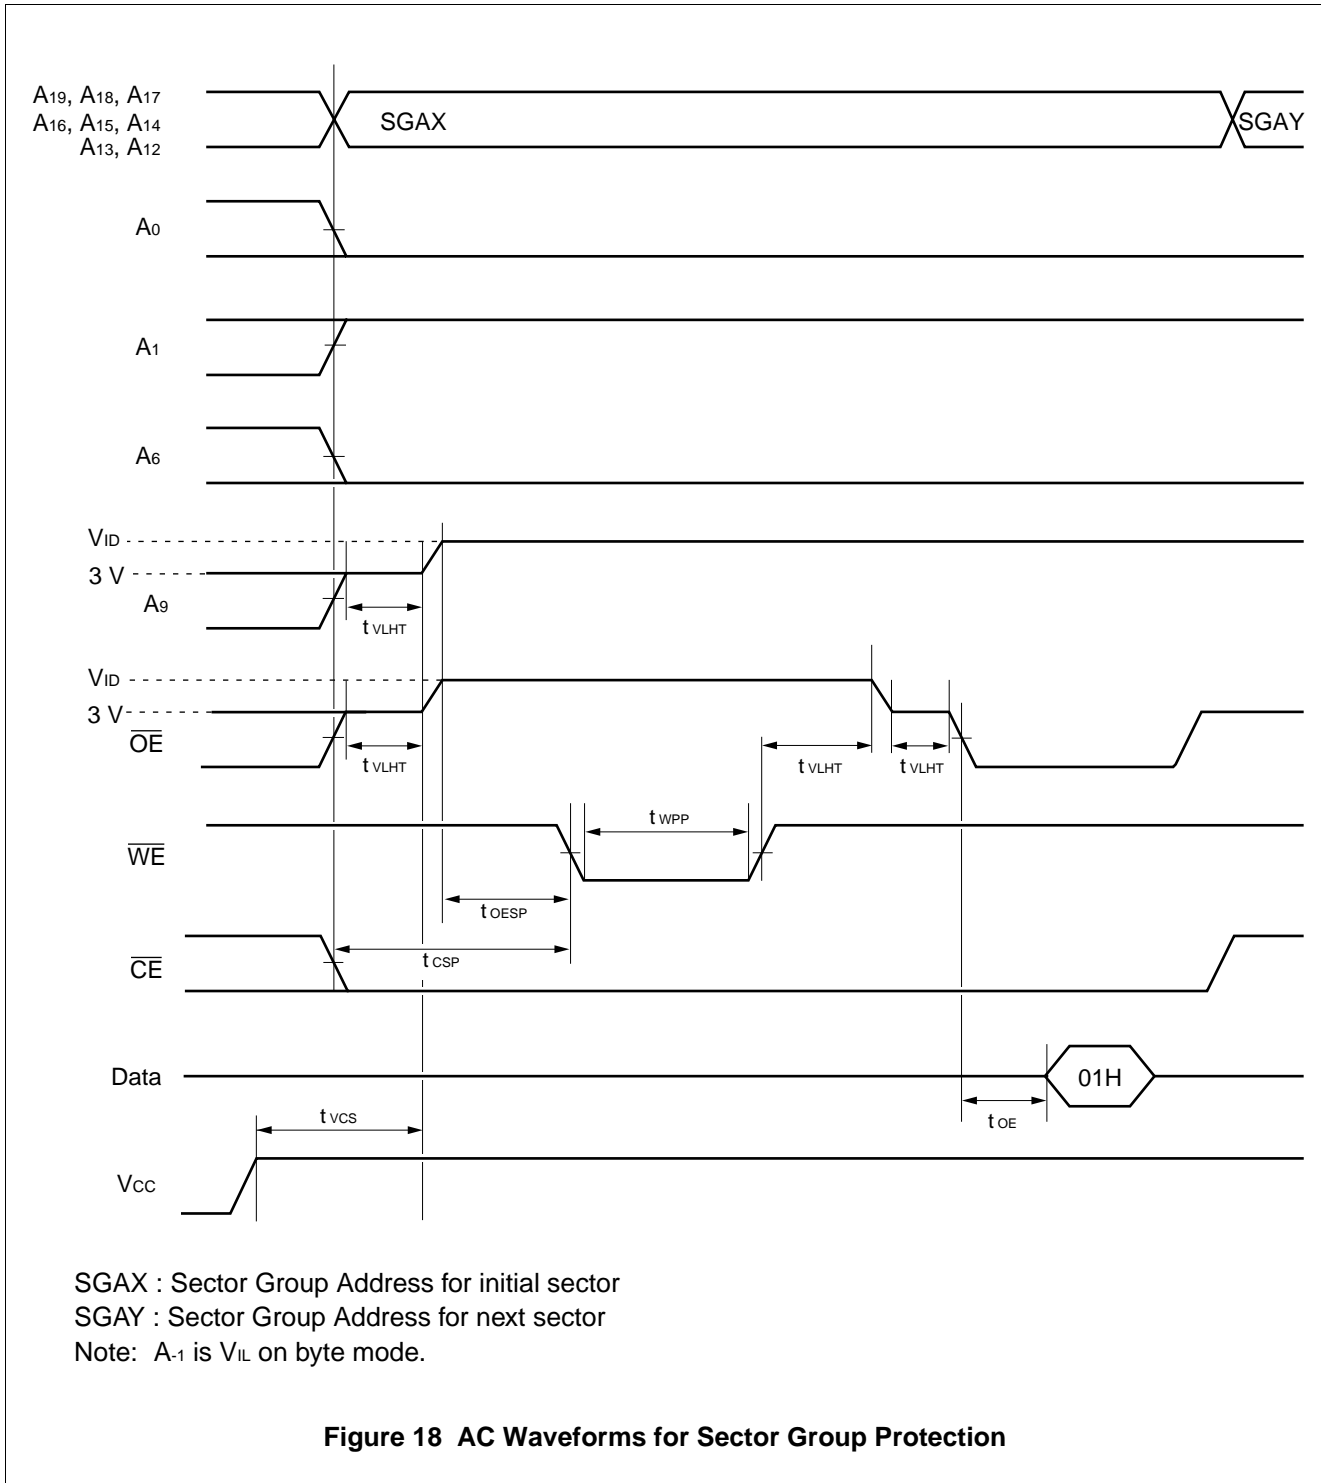 A19, A18, A17
A16, A15, A14
A13, A12
SGAX
SGAY
A0
A1
A6
VID
3 V
A9
t VLHT
VID
3 V
OE
t VLHT
t VLHT
t VLHT
WE
t WPP
t OESP
CE
t CSP
Data
01H
t OE
t VCS
VCC
SGAX : Sector Group Address for initial sector
SGAY : Sector Group Address for next sector
Note: A-1 is VIL on byte mode.
Figure 18 AC Waveforms for Sector Group Protection